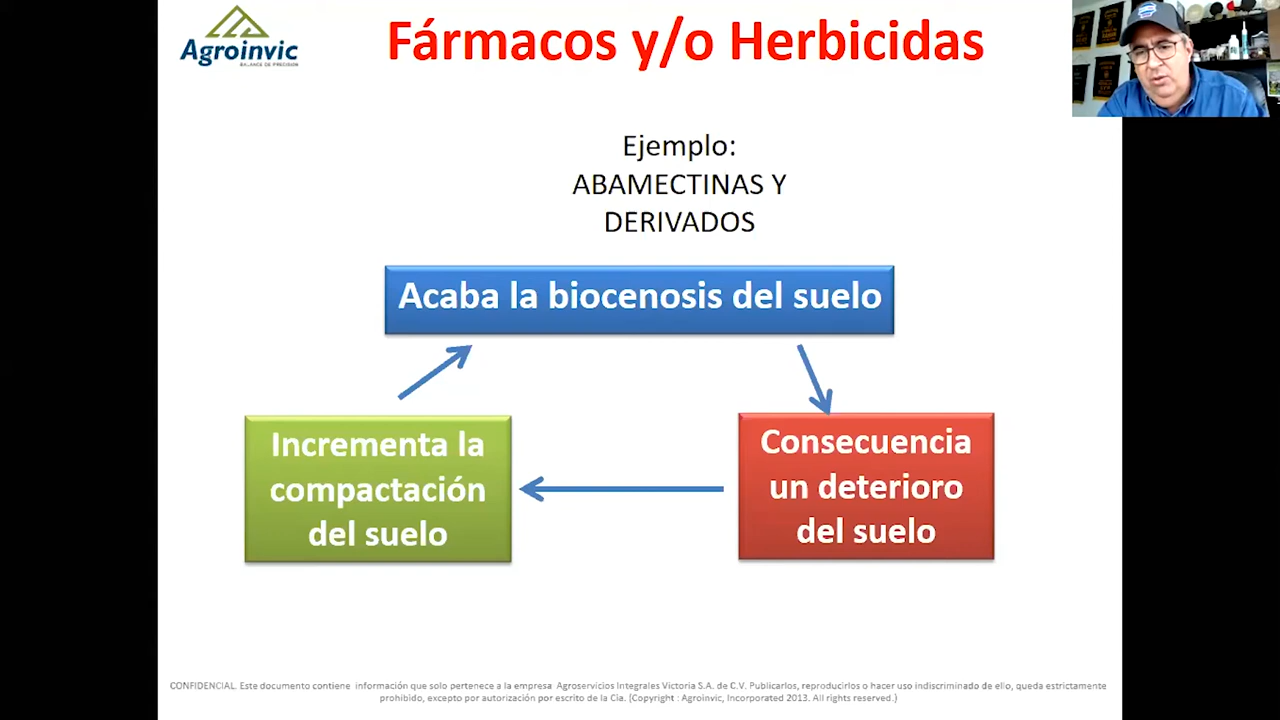 Agroinvic
BALANCE DE PRECISIÓN
Fármacos y/o Herbicidas
Ejemplo:
ABAMECTINAS Y
DERIVADOS
Acaba la biocenosis del suelo
Incrementa la
compactación
del suelo
Consecuencia
un deterioro
del suelo
CONFIDENCIAL. Este documento contiene información que solo pertenece a la empresa Agroservicios Integrales Victoria S.A. de C.V. Publicarlos, reproducirlos o hacer uso indiscriminado de ello, queda estrictamente
prohibido, excepto por autorización por escrito de la Cía. (Copyright : Agroinvic, Incorporated 2013. All rights reserved.)